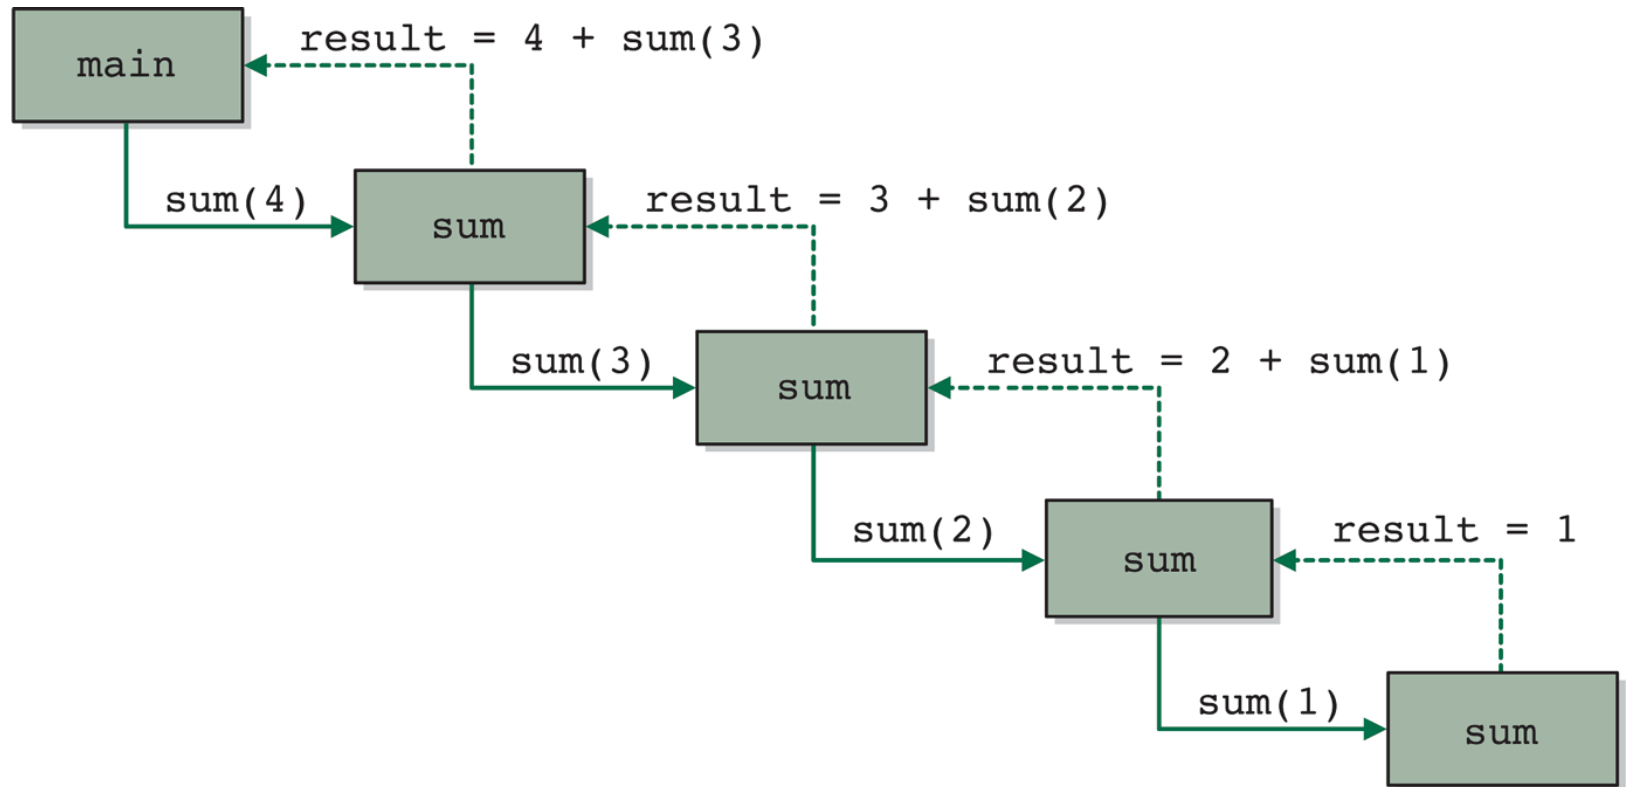 result = 4 + sum(3)
main
sum(4)
result = 3 + sum(2)
sum
sum(3)
result = 2 + sum(1)
sum
sum(2)
result = 1
sum
sum(1)
sum